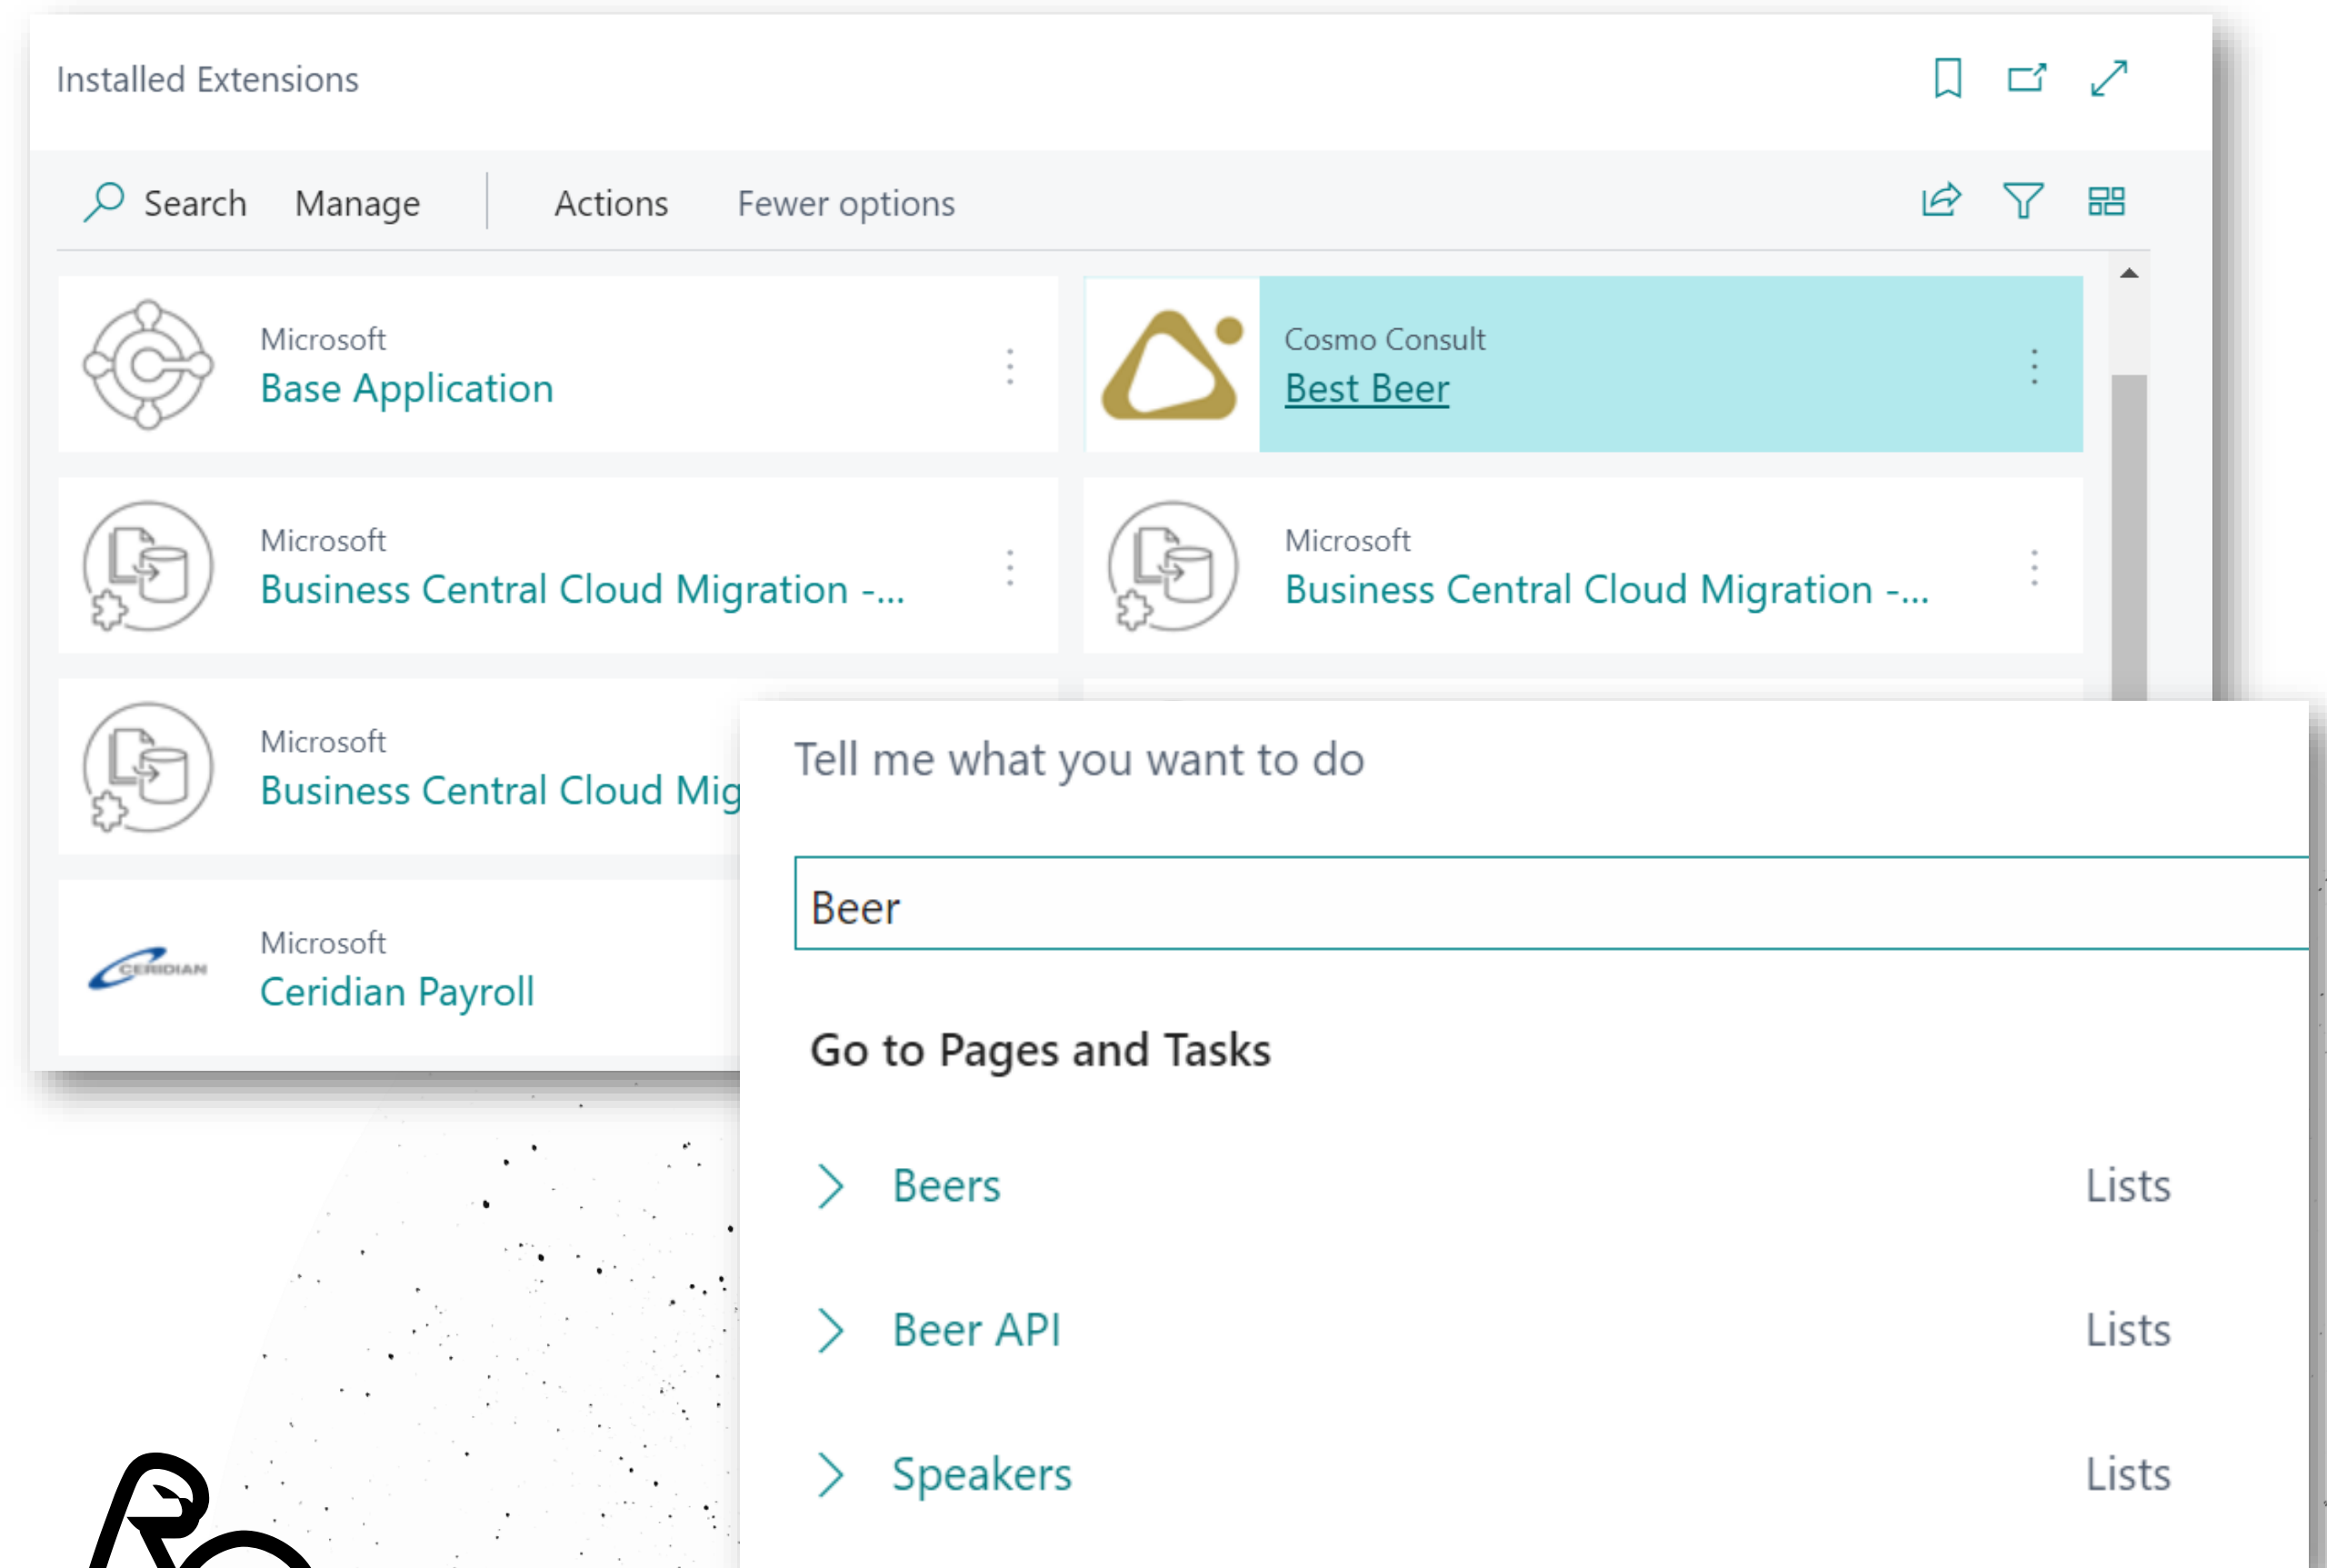 Installed Extensions
Search Manage Actions Fewer options
Microsoft
Base Application
Cosmo Consult
Best Beer
Microsoft
Business Central Cloud Migration -...
Microsoft
Business Central Cloud Migration -...
Microsoft
Business Central Cloud Mig
CERIDIAN
Microsoft
Ceridian Payroll
Tell me what you want to do
Beer
Go to Pages and Tasks
Beers Lists
Beer API Lists
Speakers Lists